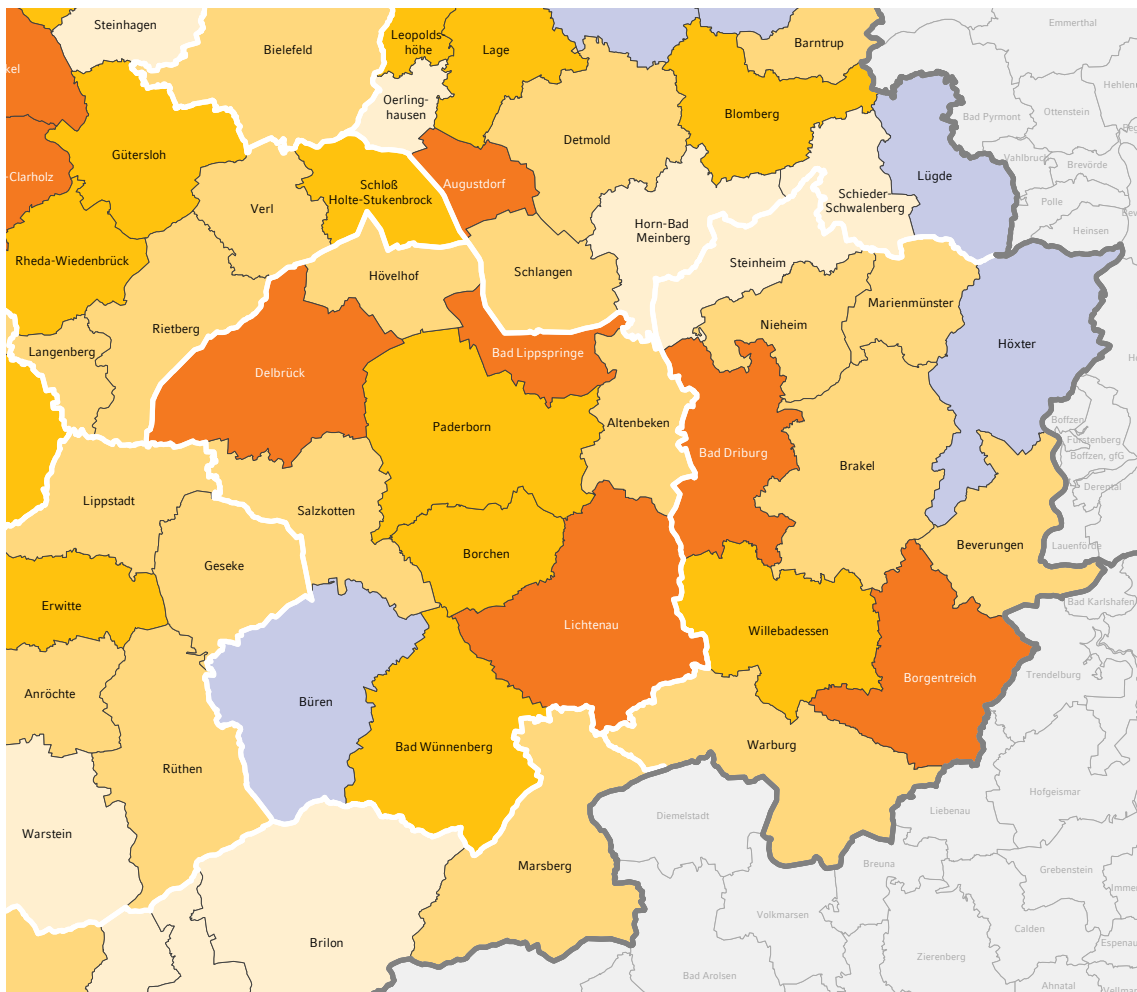 Steinhagen
Bielefeld
Leopolds
höhe
Lage
Barntrup
Emmerthal
kel
Oerling-
hausen
Blomberg
Detmold
Ottenstein
Bad Pyrmont
Gütersloh
Vahlbruch
Brevörde
-Clarholz
Augustdorf
Lügde
Schloß
Holte-Stukenbrock
Verl
Schieder-
Schwalenberg
Polle
Horn-Bad
Meinberg
Heinsen
Rheda-Wiedenbrück
Steinheim
Hövelhof
Schlangen
Marienmünster
Rietberg
Nieheim
Höxter
Langenberg
Bad Lippspringe
Delbrück
Altenbeken
Paderborn
Boffzen
Fürstenberg
Bad Driburg
Boffzen, gfG
Brakel
Derental
Lippstadt
Salzkotten
Beverungen
Lauenförde
Borchen
Geseke
Erwitte
Bad Karlshafen
Lichtenau
Willebadessen
Trendelburg
Borgentreich
Anröchte
Büren
Bad Wünnenberg
Warburg
Rüthen
Hofgeismar
Liebenau
Diemelstadt
Warstein
Marsberg
Breuna
Grebenstein
Volkmarsen
Calden
Brilon
Espenau
Zierenberg
Bad Arolsen
Ahnatal